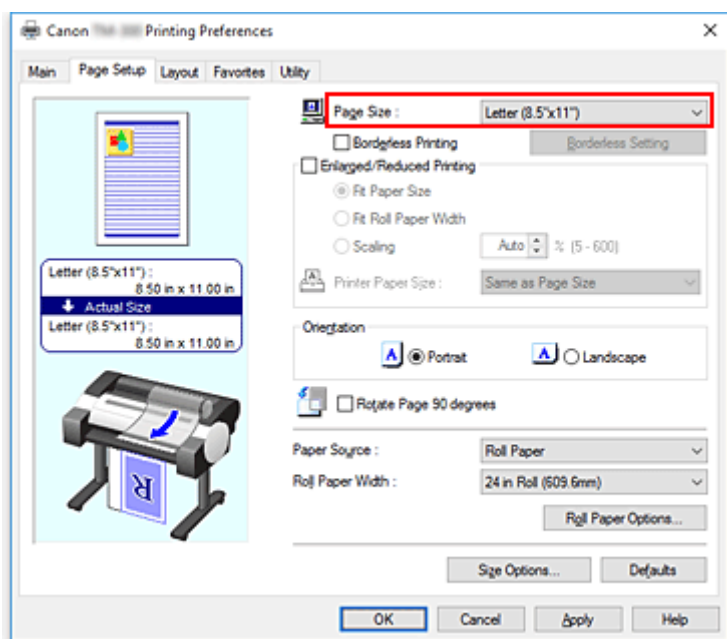 Canon Printing Preferences
Main Page Setup Layout Favorites Utility
Page Size : Letter (8.5"x11")
Borderless Printing Borderless Setting
Enlarged/Reduced Printing
Fit Paper Size
Fit Roll Paper Width
Scaling Auto % (5 - 600)
Printer Paper Size : Same as Page Size
Letter (8.5"x11") :
8.50 in x 11.00 in
Actual Size
Letter (8.5"x11") :
8.50 in x 11.00 in
Orientation
A Portrait A Landscape
Rotate Page 90 degrees
R
Paper Source : Roll Paper
Roll Paper Width : 24 in Roll (609.6mm)
Roll Paper Options...
Size Options... Defaults
OK Cancel Apply Help